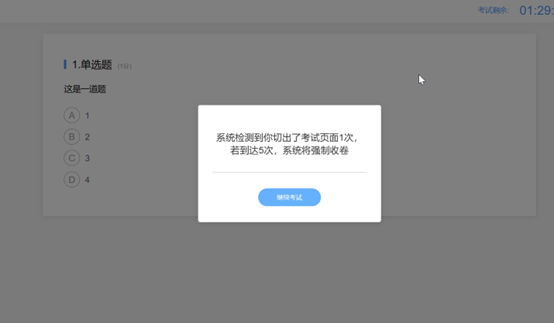 考试剩余: 01:29:
1.单选题 (1分)
这是一道题
A 1
B 2
C 3
D 4
系统检测到你切出了考试页面1次，
若到达5次，系统将强制收卷
继续考试